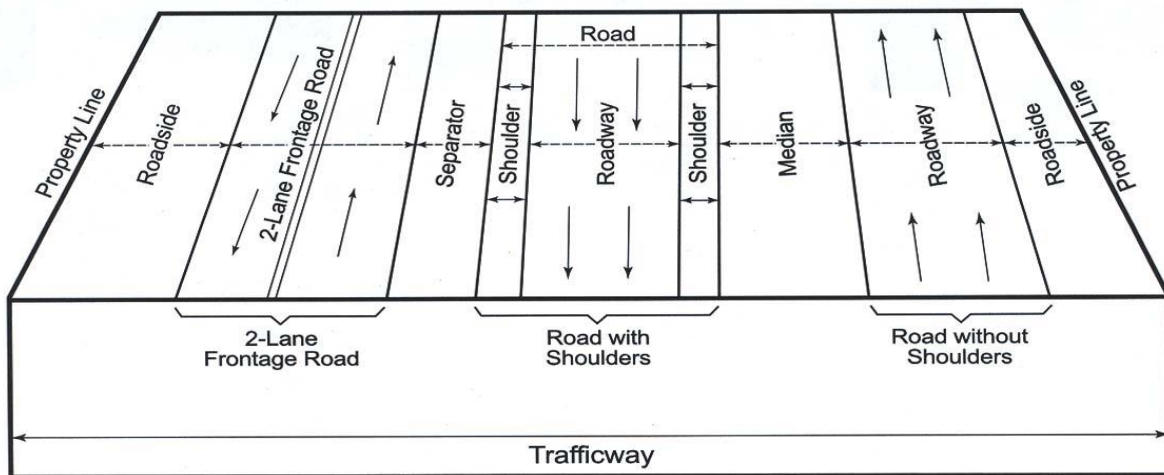 Road
Property Line
Roadside
2-Lane Frontage Road
Separator
Shoulder
Roadway
Shoulder
Median
Roadway
Roadside
Property Line
2-Lane
Frontage Road
Road with
Shoulders
Road without
Shoulders
Trafficway